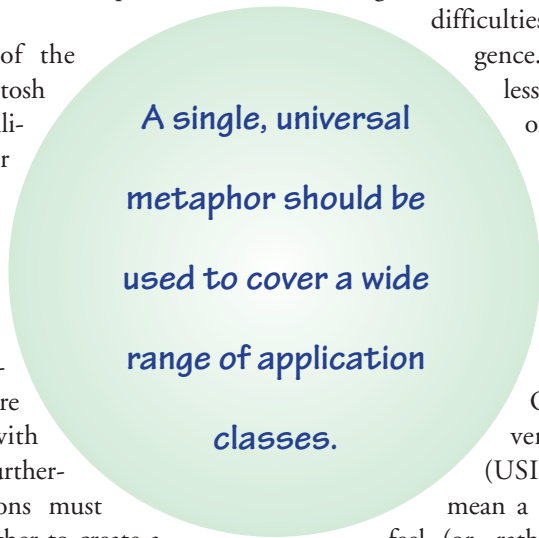 difficulties
of the
gence.
tosh
less
li-
r
A single, universal
metaphor should be
used to cover a wide
range of application
classes.
-
re
with
ver
urther-
(USI
ons must
mean a